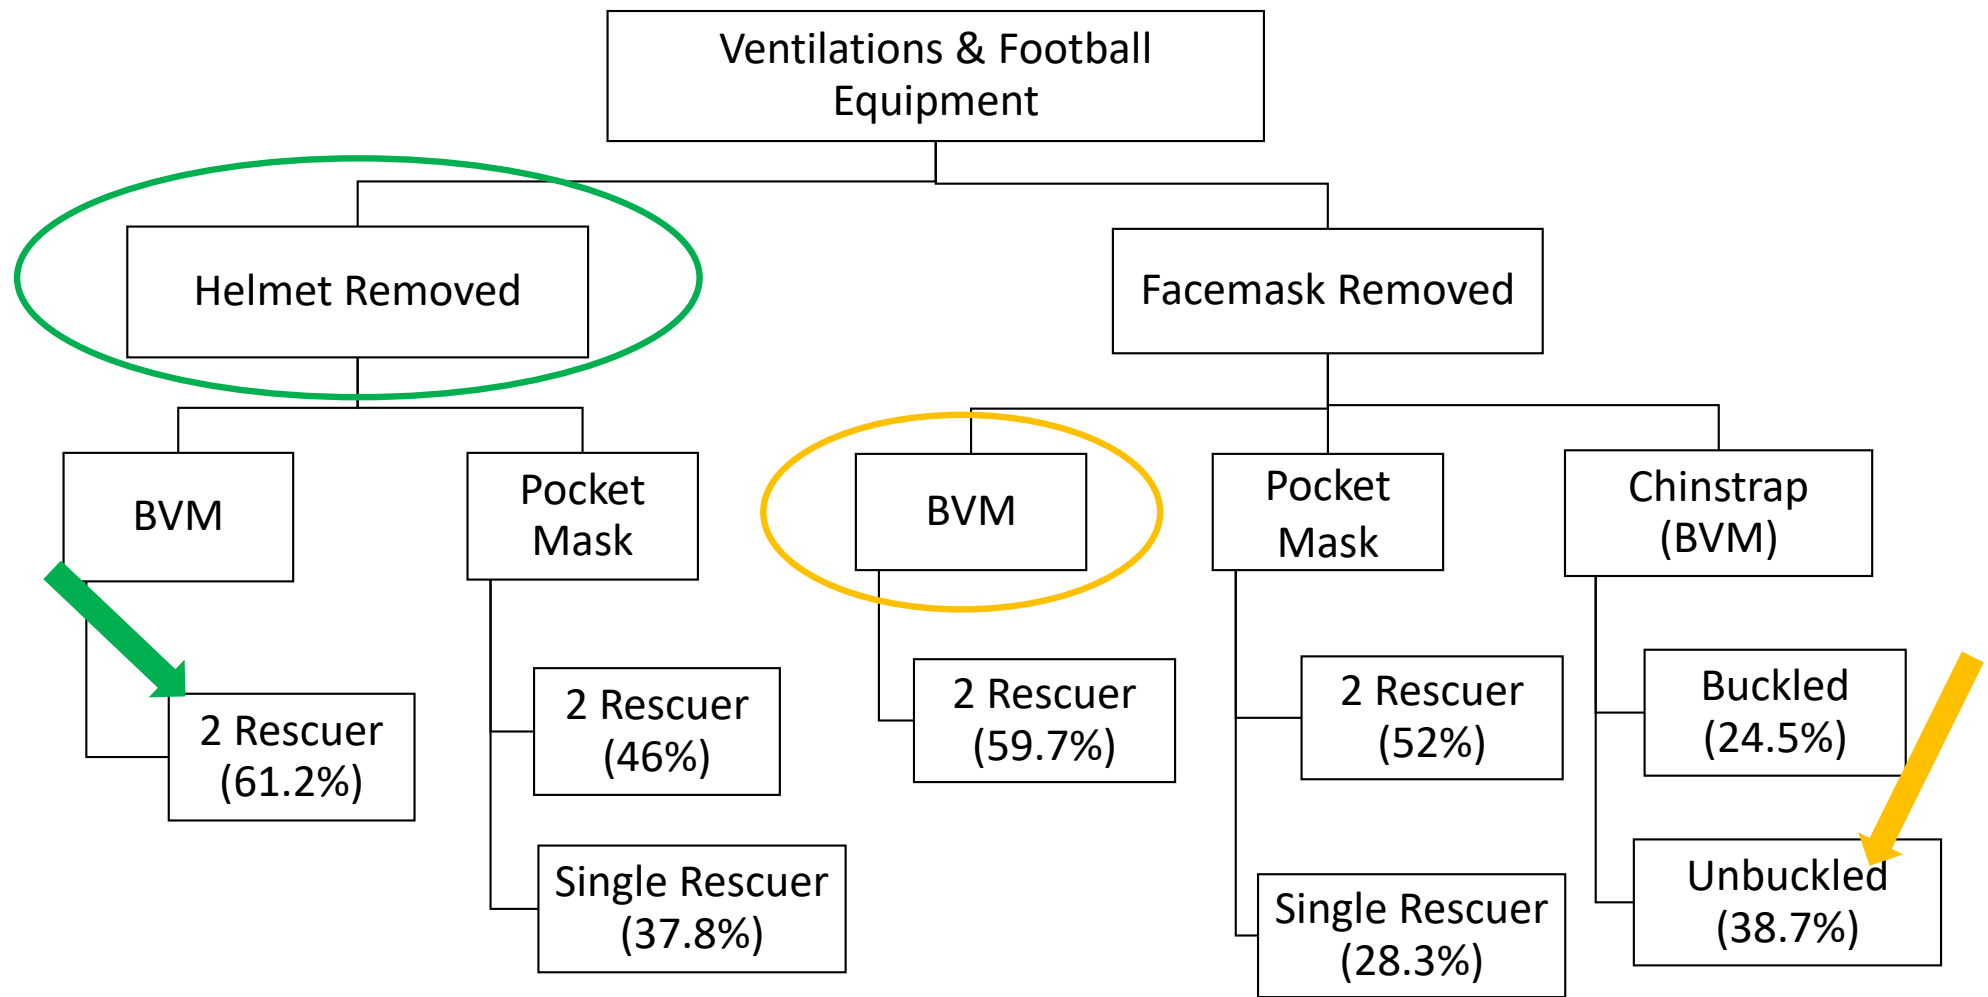 Ventilations & Football
Equipment
Helmet Removed
Facemask Removed
BVM
Pocket
Mask
BVM
Pocket
Mask
Chinstrap
(BVM)
2 Rescuer
(61.2%)
2 Rescuer
(46%)
Single Rescuer
(37.8%)
2 Rescuer
(59.7%)
2 Rescuer
(52%)
Single Rescuer
(28.3%)
Buckled
(24.5%)
Unbuckled
(38.7%)